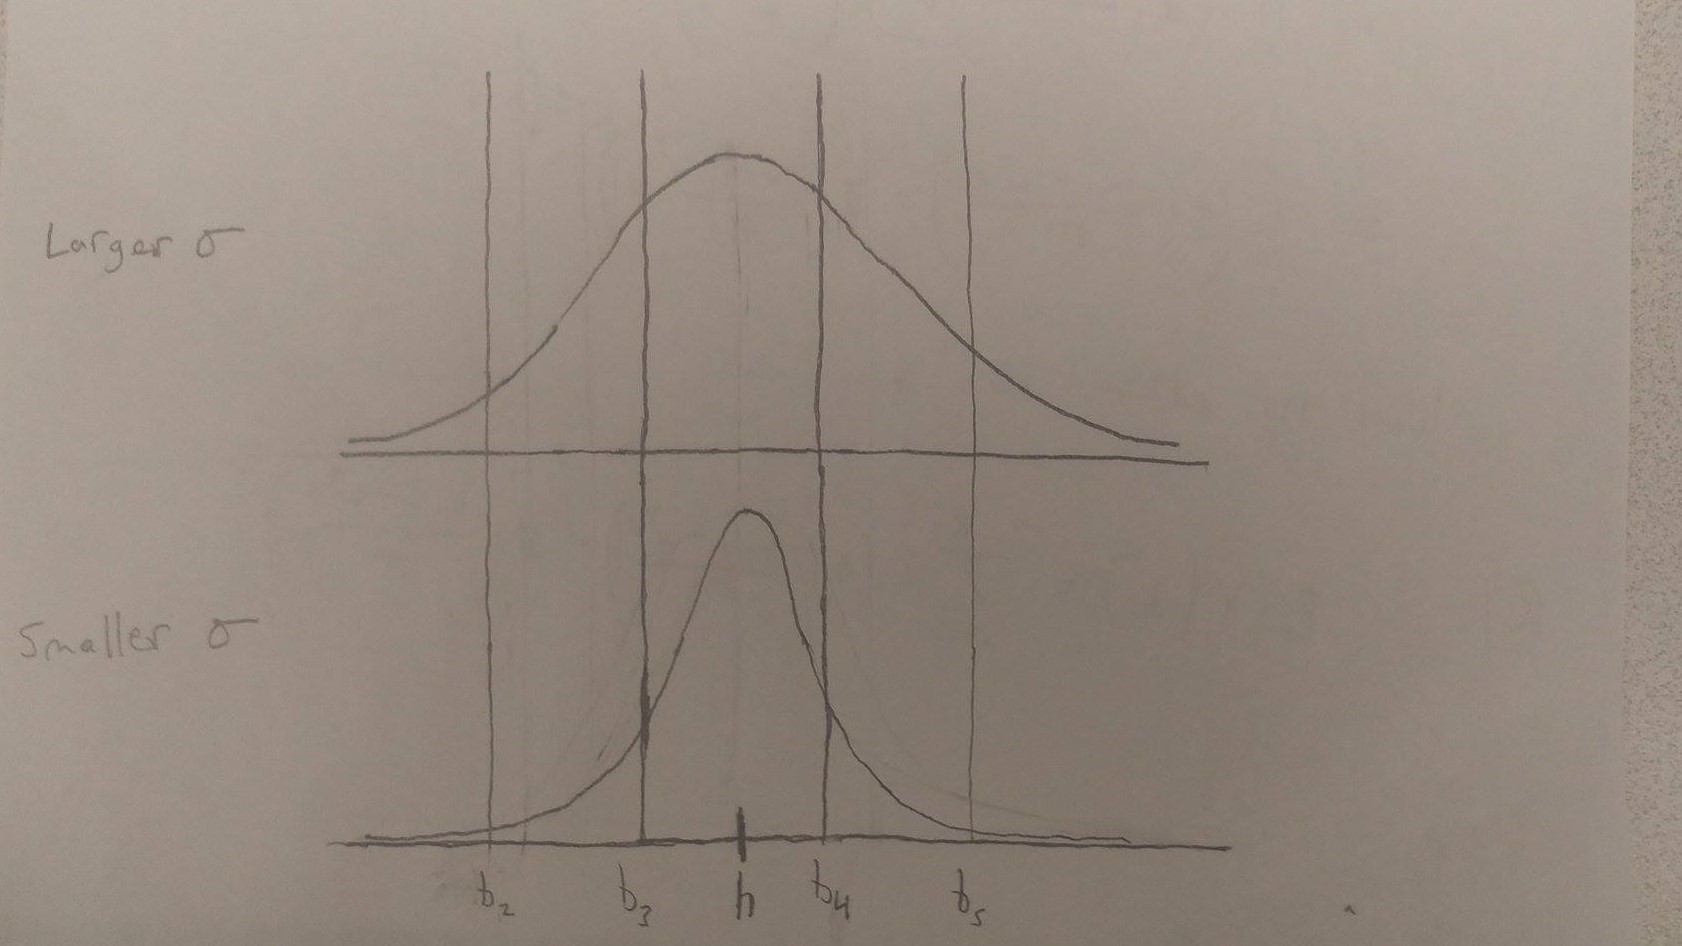 Larger σ
Smaller σ
b₂ b₃ h b₄ b₅